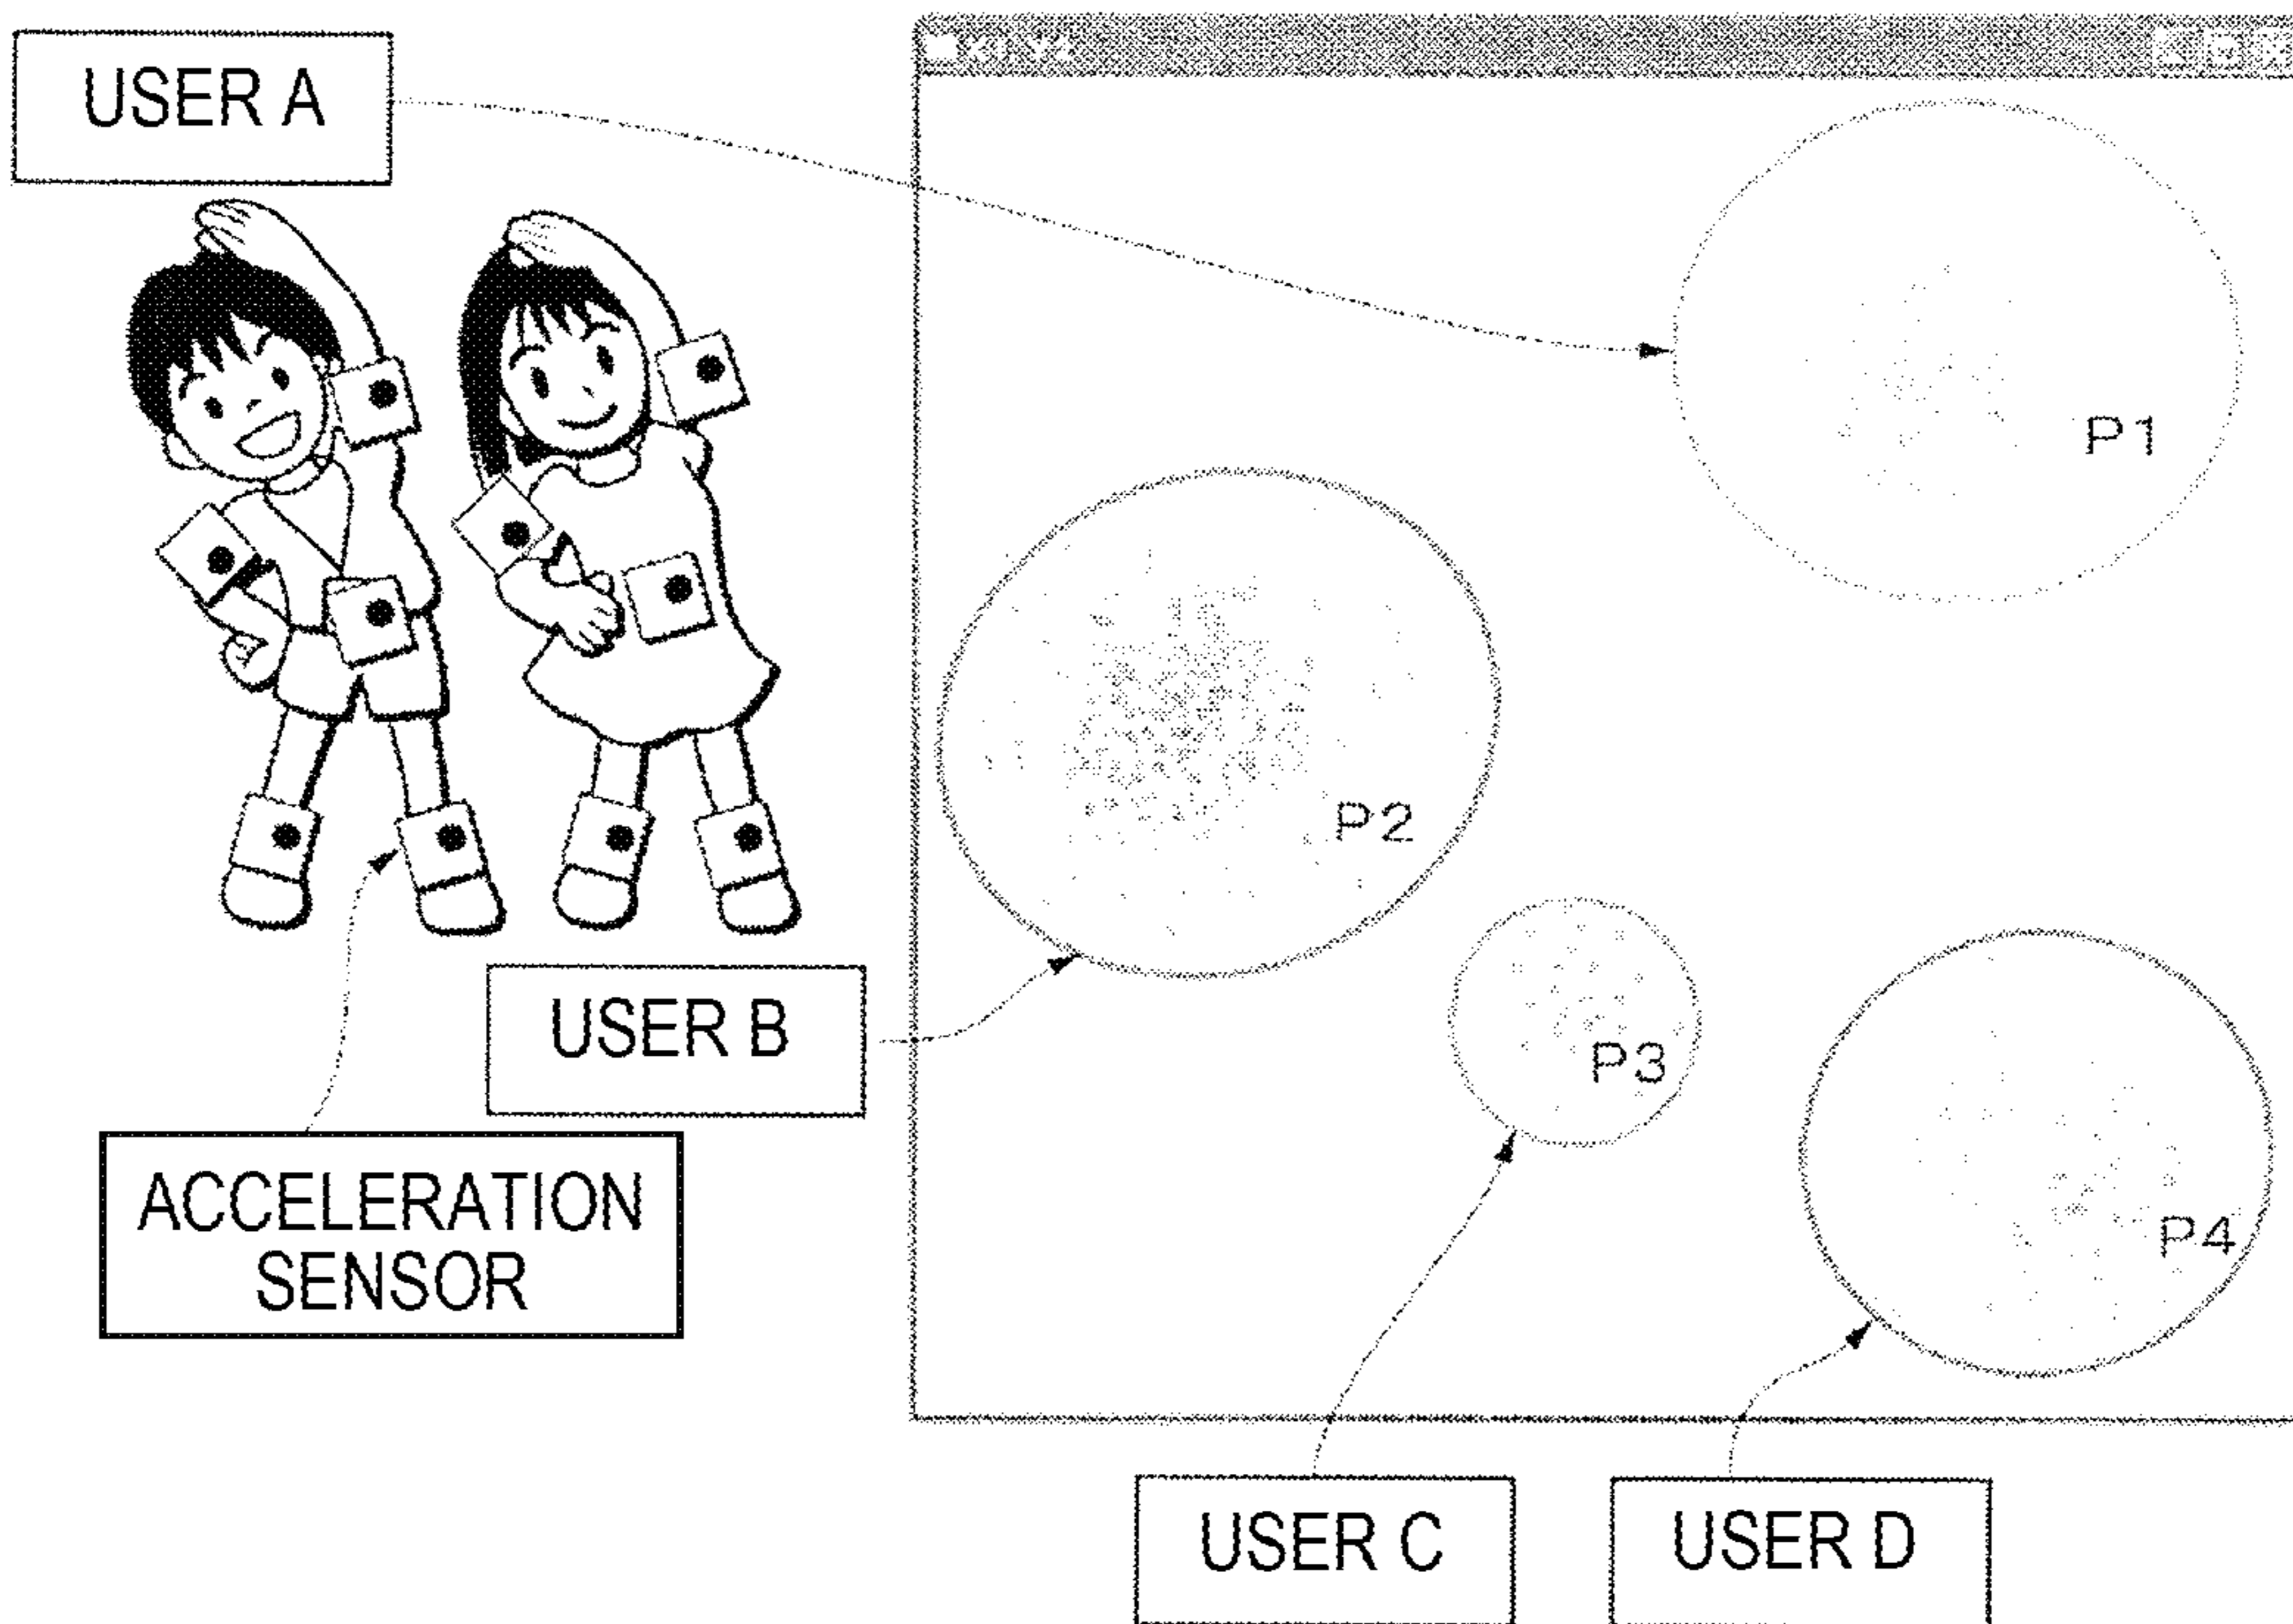 USER A
P1
P2
USER B
P3
ACCELERATION
SENSOR
P4
USER C
USER D